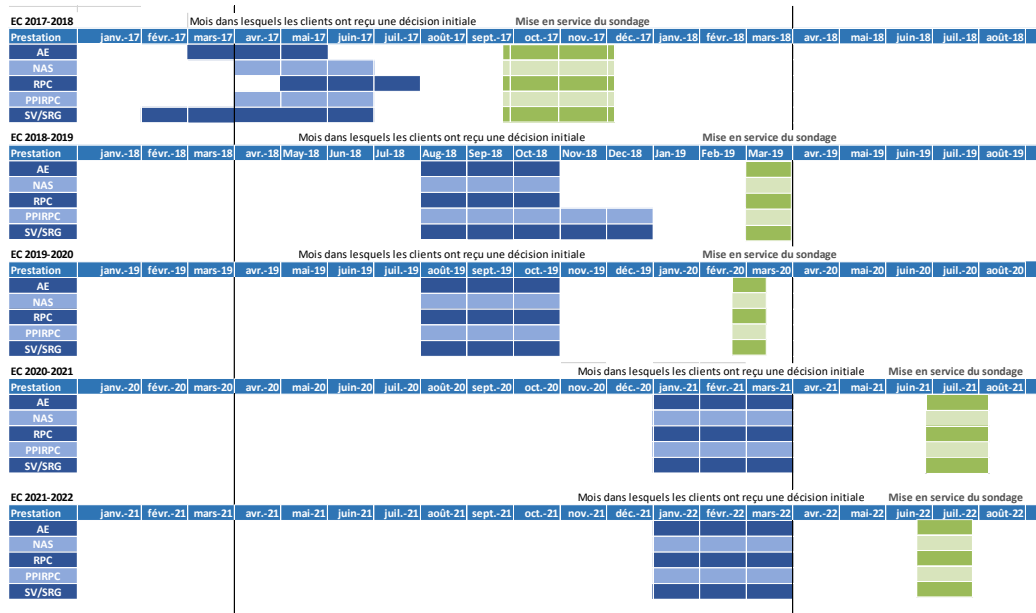 EC 2017-2018 Mois dans lesquels les clients ont reçu une décision initiale Mise en service du sondage
Prestation janv.-17 févr.-17 mars-17 avr.-17 mai-17 juin-17 juil.-17 août-17 sept.-17 oct.-17 nov.-17 déc.-17 janv.-18 févr.-18 mars-18 avr.-18 mai-18 juin-18 juil.-18 août-18
AE
NAS
RPC
PPIRPC
SV/SRG
EC 2018-2019 Mois dans lesquels les clients ont reçu une décision initiale Mise en service du sondage
Prestation janv.-18 févr.-18 mars-18 avr.-18 May-18 Jun-18 Jul-18 Aug-18 Sep-18 Oct-18 Nov-18 Dec-18 Jan-19 Feb-19 Mar-19 avr.-19 mai-19 juin-19 juil.-19 août-19
AE
NAS
RPC
PPIRPC
SV/SRG
EC 2019-2020 Mois dans lesquels les clients ont reçu une décision initiale Mise en service du sondage
Prestation janv.-19 févr.-19 mars-19 avr.-19 mai-19 juin-19 juil.-19 août-19 sept.-19 oct.-19 nov.-19 déc.-19 janv.-20 févr.-20 mars-20 avr.-20 mai-20 juin-20 juil.-20 août-20
AE
NAS
RPC
PPIRPC
SV/SRG
EC 2020-2021 Mois dans lesquels les clients ont reçu une décision initiale Mise en service du sondage
Prestation janv.-20 févr.-20 mars-20 avr.-20 mai-20 juin-20 juil.-20 août-20 sept.-20 oct.-20 nov.-20 déc.-20 janv.-21 févr.-21 mars-21 avr.-21 mai-21 juin-21 juil.-21 août-21
AE
NAS
RPC
PPIRPC
SV/SRG
EC 2021-2022 Mois dans lesquels les clients ont reçu une décision initiale Mise en service du sondage
Prestation janv.-21 févr.-21 mars-21 avr.-21 mai-21 juin-21 juil.-21 août-21 sept.-21 oct.-21 nov.-21 déc.-21 janv.-22 févr.-22 mars-22 avr.-22 mai-22 juin-22 juil.-22 août-22
AE
NAS
RPC
PPIRPC
SV/SRG